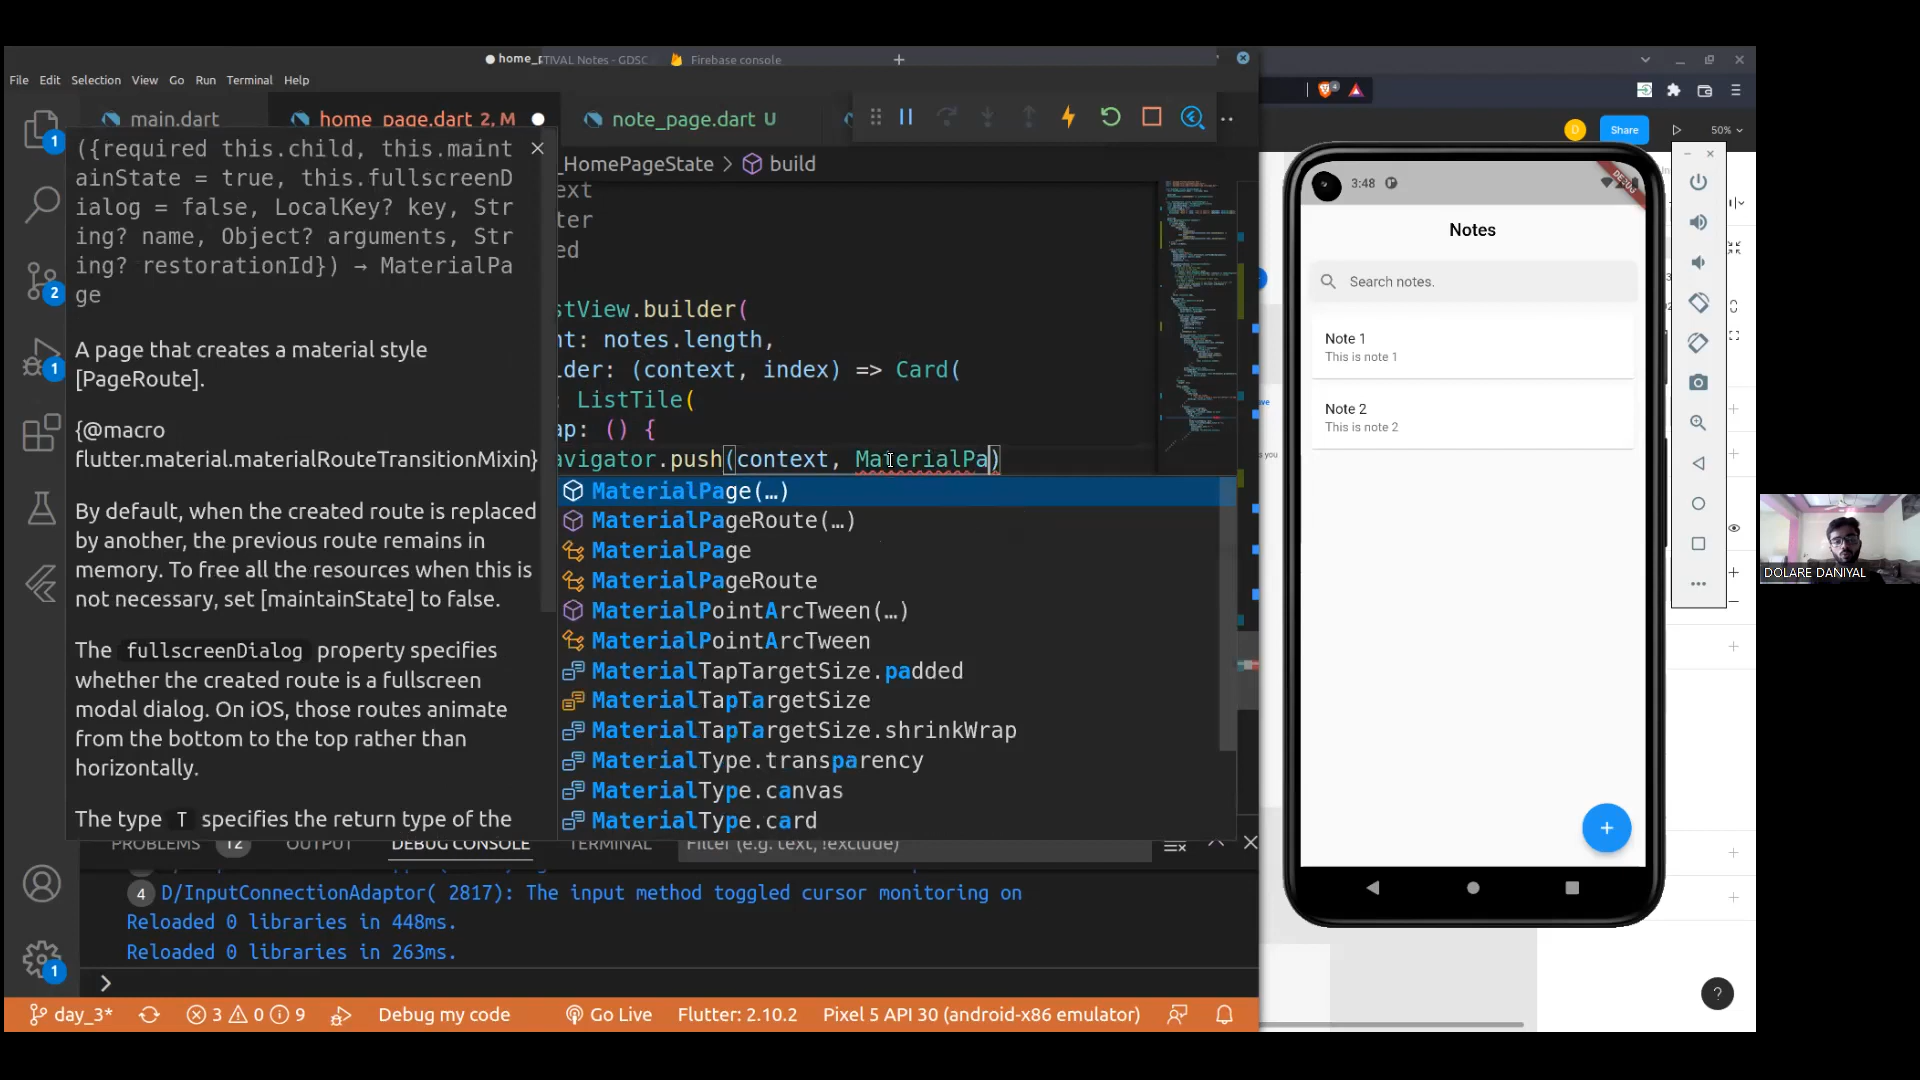 home_p
TIVAL Notes - GDSC
Firebase console
File Edit Selection View Go Run Terminal Help
main.dart
home_page.dart 2, M
note_page.dart U
({required this.child, this.maint
ainState = true, this.fullscreenD
ialog = false, LocalKey? key, Str
ing? name, Object? arguments, Str
ing? restorationId}) → MaterialPa
ge
A page that creates a material style
[PageRoute].
{@macro
flutter.material.materialRouteTransitionMixin}
By default, when the created route is replaced
by another, the previous route remains in
memory. To free all the resources when this is
not necessary, set [maintainState] to false.
The fullscreenDialog property specifies
whether the created route is a fullscreen
modal dialog. On iOS, those routes animate
from the bottom to the top rather than
horizontally.
The type T specifies the return type of the
_HomePageState > build
ext
ter
ed
stView.builder(
nt: notes.length,
lder: (context, index) => Card(
: ListTile(
ap: () {
avigator.push(context, MaterialPa)
MaterialPage(…)
MaterialPageRoute(…)
MaterialPage
MaterialPageRoute
MaterialPointArcTween(…)
MaterialPointArcTween
MaterialTapTargetSize.padded
MaterialTapTargetSize
MaterialTapTargetSize.shrinkWrap
MaterialType.transparency
MaterialType.canvas
MaterialType.card
PROBLEMS 12 OUTPUT DEBUG CONSOLE TERMINAL Filter (e.g. text, !exclude)
4 D/InputConnectionAdaptor( 2817): The input method toggled cursor monitoring on
Reloaded 0 libraries in 448ms.
Reloaded 0 libraries in 263ms.
day_3* 3 0 9 Debug my code Go Live Flutter: 2.10.2 Pixel 5 API 30 (android-x86 emulator)
1
2
1
1
4
D
Share
50%
3:48
DEBUG
Notes
Search notes.
Note 1
This is note 1
Note 2
This is note 2
DOLARE DANIYAL
?